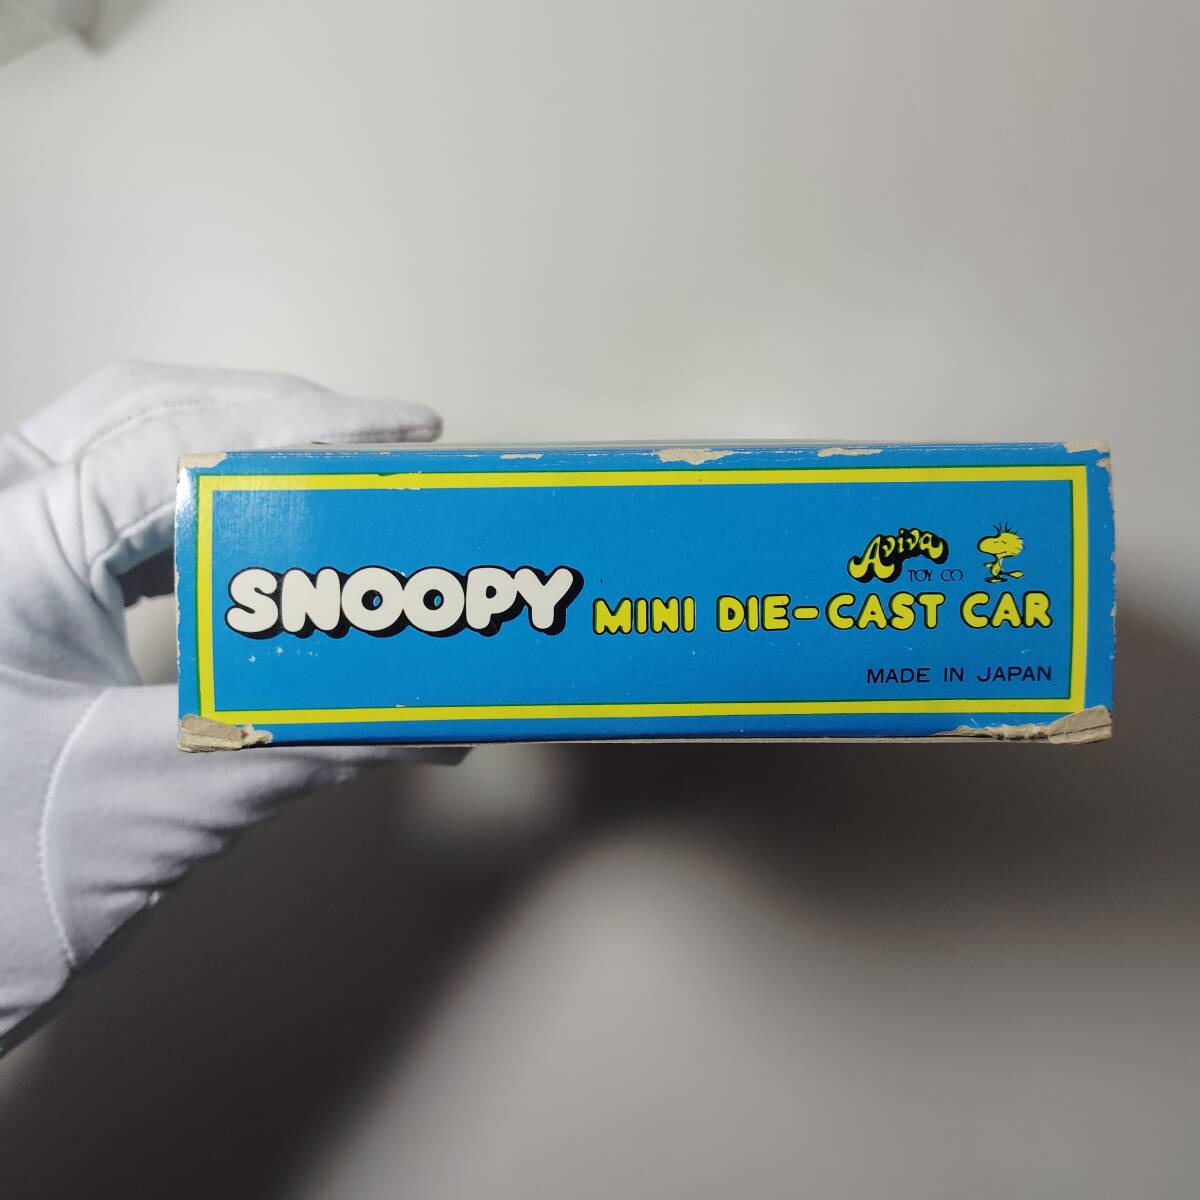 Aviva
TOY CO.
SNOOPY MINI DIE-CAST CAR
MADE IN JAPAN